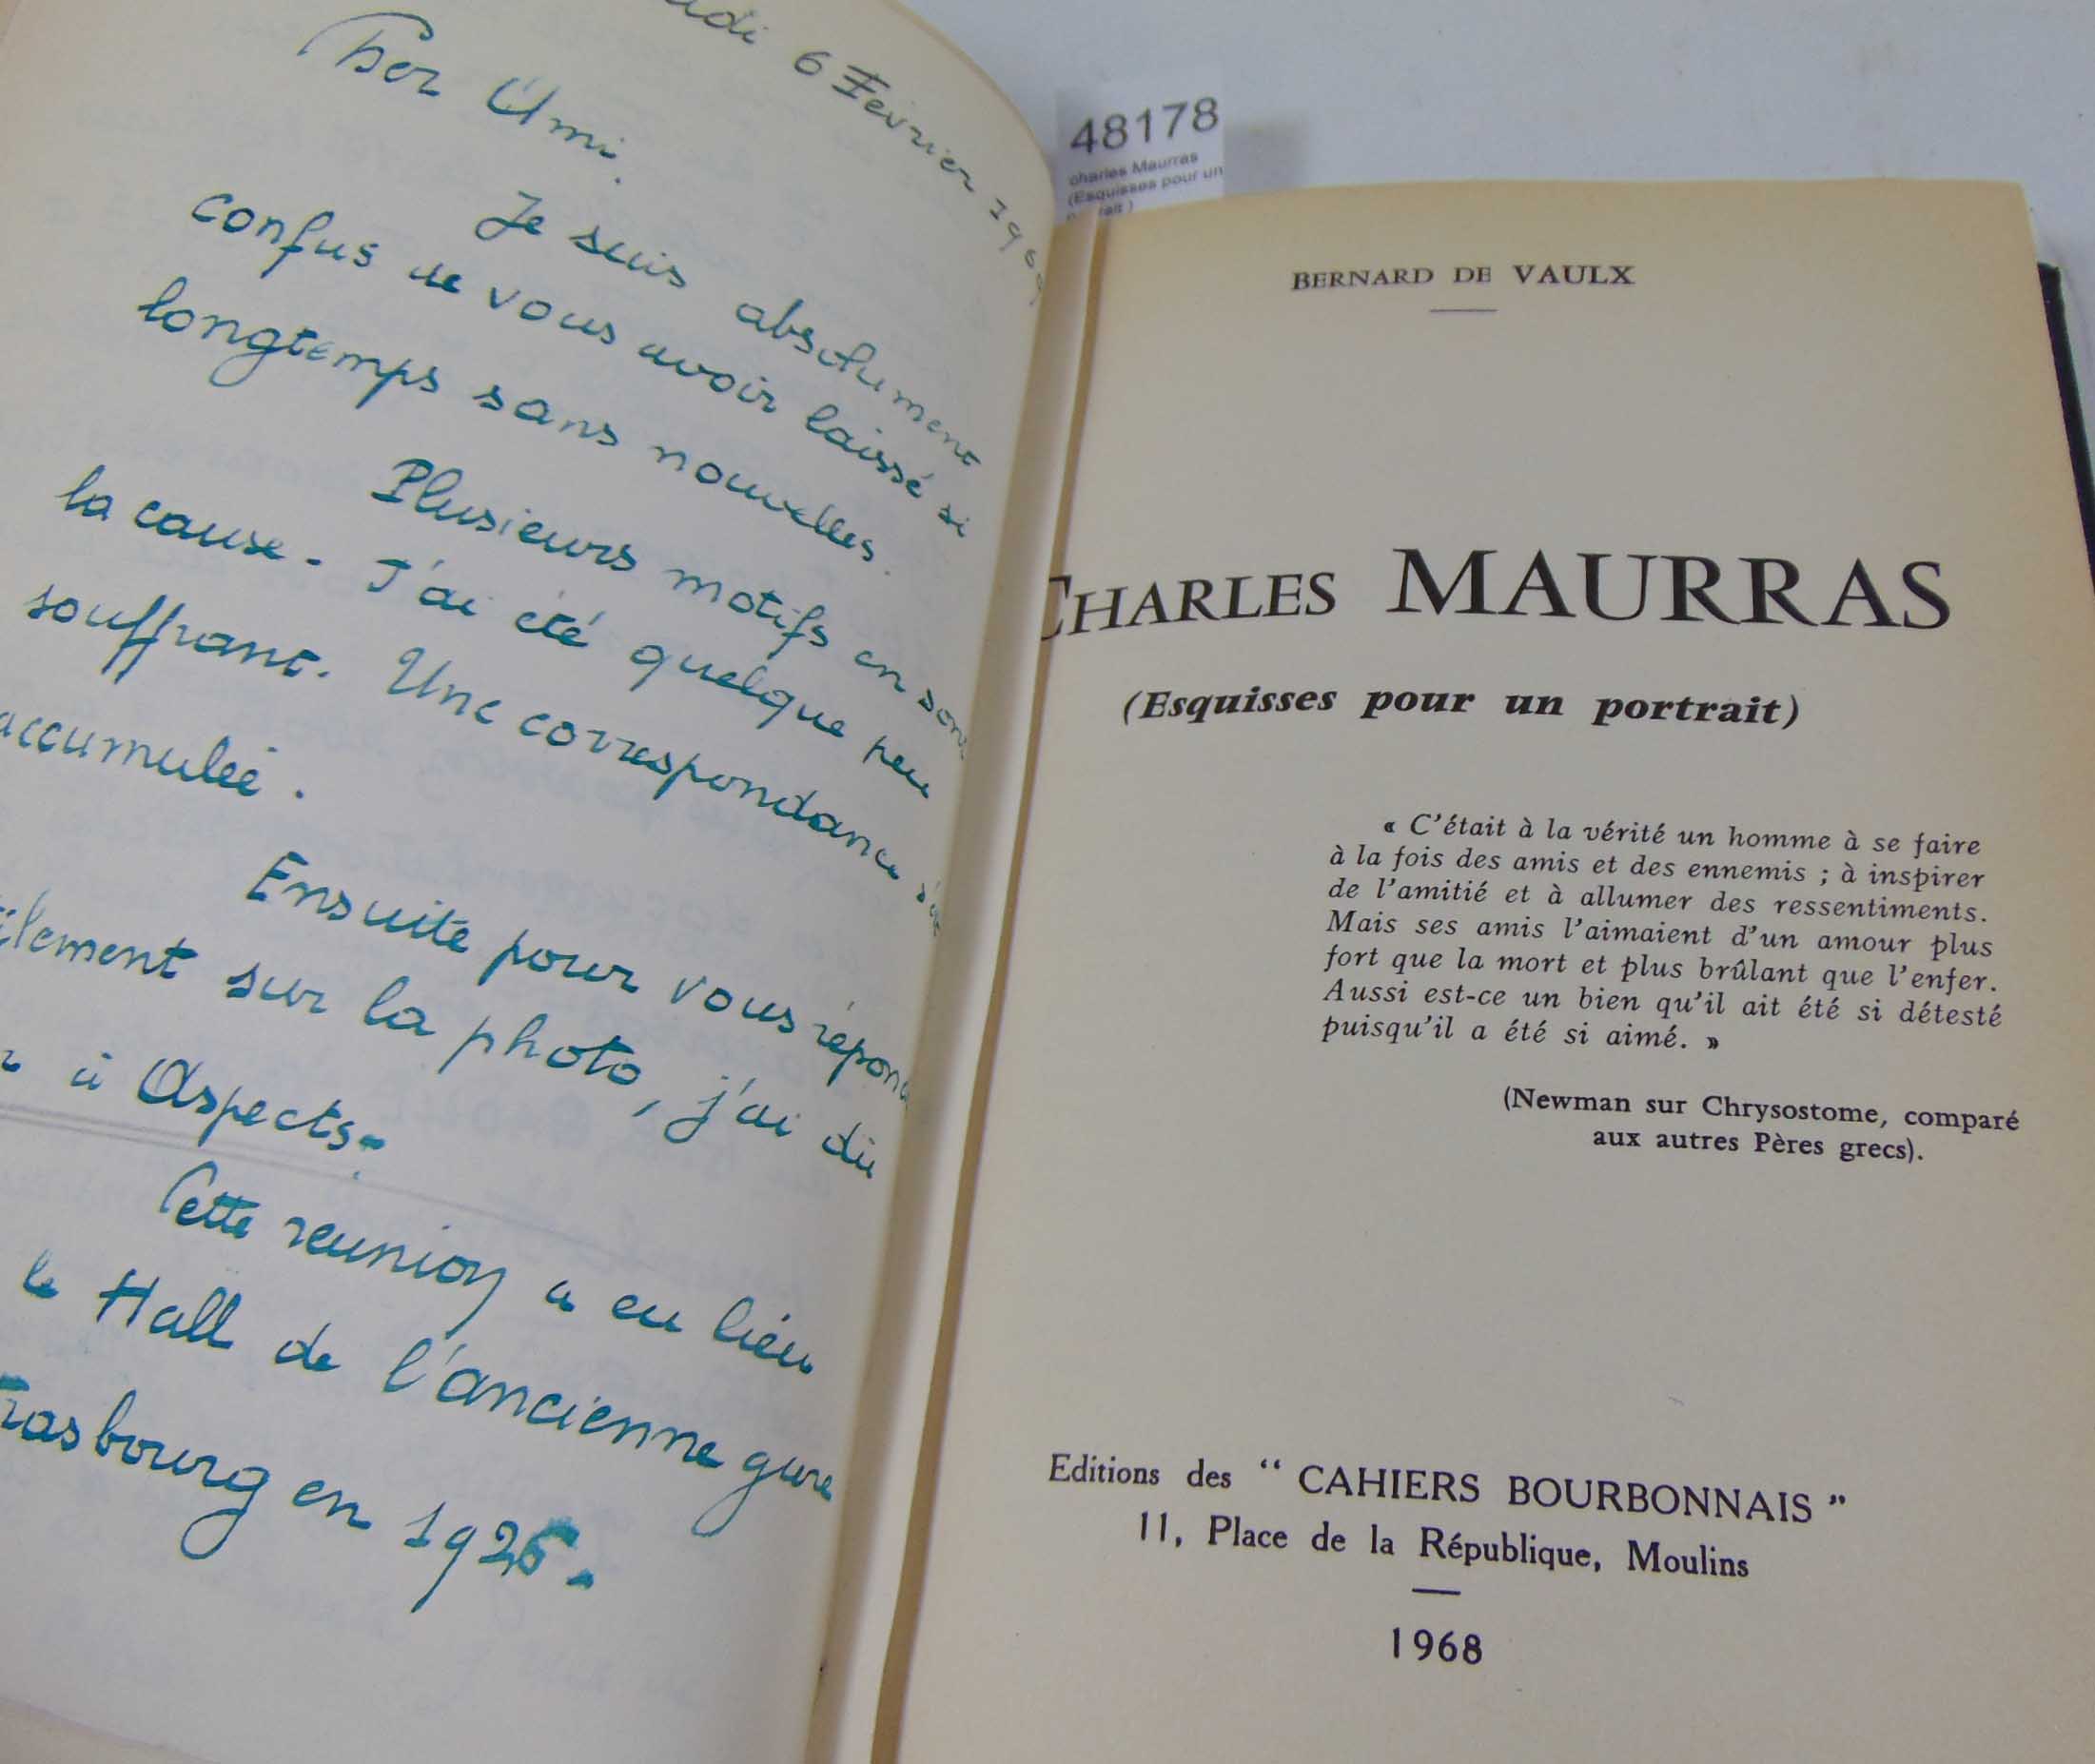 6 Fevrier 1969
Cher Ami.
Je suis absolument
confus de vous avoir laissé si
longtemps sans nouvelles.
Plusieurs motifs en sont
la cause. J'ai été quelque peu
souffrant. Une correspondance s'est
accumulée.
Ensuite pour vous
sur la photo, j'ai dû
à Aspects.
Cette reunion a eu lieu
le Hall de l'ancienne gare
en
48178
charles Maurras
(Esquisses pour un
BERNARD DE VAULX
CHARLES MAURRAS
(Esquisses pour un portrait)
« C'était à la vérité un homme à se faire
à la fois des amis et des ennemis ; à inspirer
de l'amitié et à allumer des ressentiments.
Mais ses amis l'aimaient d'un amour plus
fort que la mort et plus brûlant que l'enfer.
Aussi est-ce un bien qu'il ait été si détesté
puisqu'il a été si aimé. »
(Newman sur Chrysostome, comparé
aux autres Pères grecs).
Editions des “ CAHIERS BOURBONNAIS ”
11, Place de la République, Moulins
1968